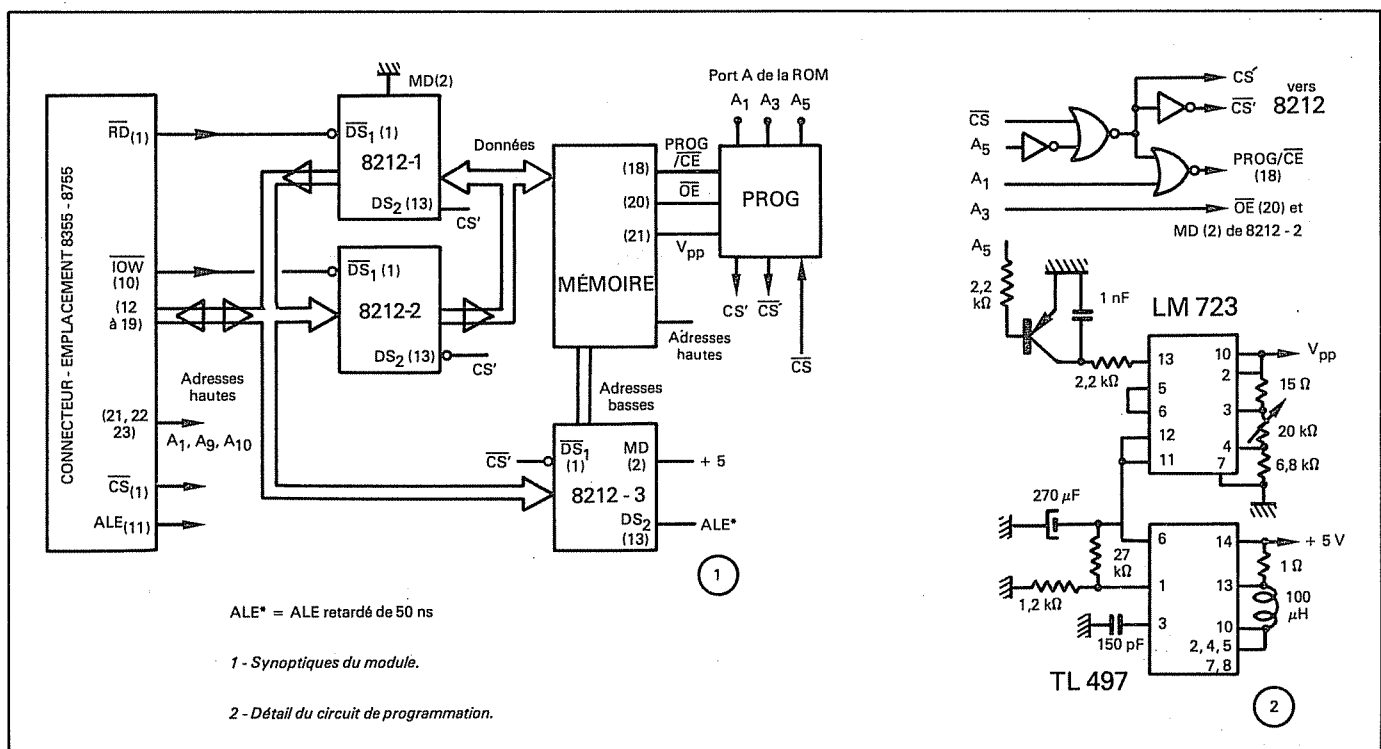 CONNECTEUR - EMPLACEMENT 8355 - 8755
RD(1)
IOW
(10)
(12
à 19)
Adresses
hautes
(21, 22
23)
A1, A9, A10
CS(1)
ALE(11)
MD(2)
DS1 (1)
8212-1
DS2 (13)
CS'
DS1 (1)
8212-2
DS2 (13)
CS'
Données
MÉMOIRE
(18)
(20)
(21)
PROG
/CE
OE
Vpp
Adresses
hautes
Adresses
basses
Port A de la ROM
A1 A3 A5
PROG
CS' CS'
CS
CS'
DS1
(1)
MD
(2)
8212 - 3
DS2
(13)
+ 5
ALE*
1
ALE* = ALE retardé de 50 ns
1 - Synoptiques du module.
2 - Détail du circuit de programmation.
CS
A5
A1
A3
CS'
vers
CS'
8212
PROG/CE
(18)
OE (20) et
MD (2) de 8212 - 2
A5
2,2
kΩ
1 nF
2,2 kΩ
LM 723
13
5
6
12
11
10
2
3
4
7
Vpp
15 Ω
20 kΩ
6,8 kΩ
270 µF
27
kΩ
1,2 kΩ
150 pF
6
1
3
14
13
10
2, 4, 5
7, 8
+ 5 V
1 Ω
100
µH
TL 497
2